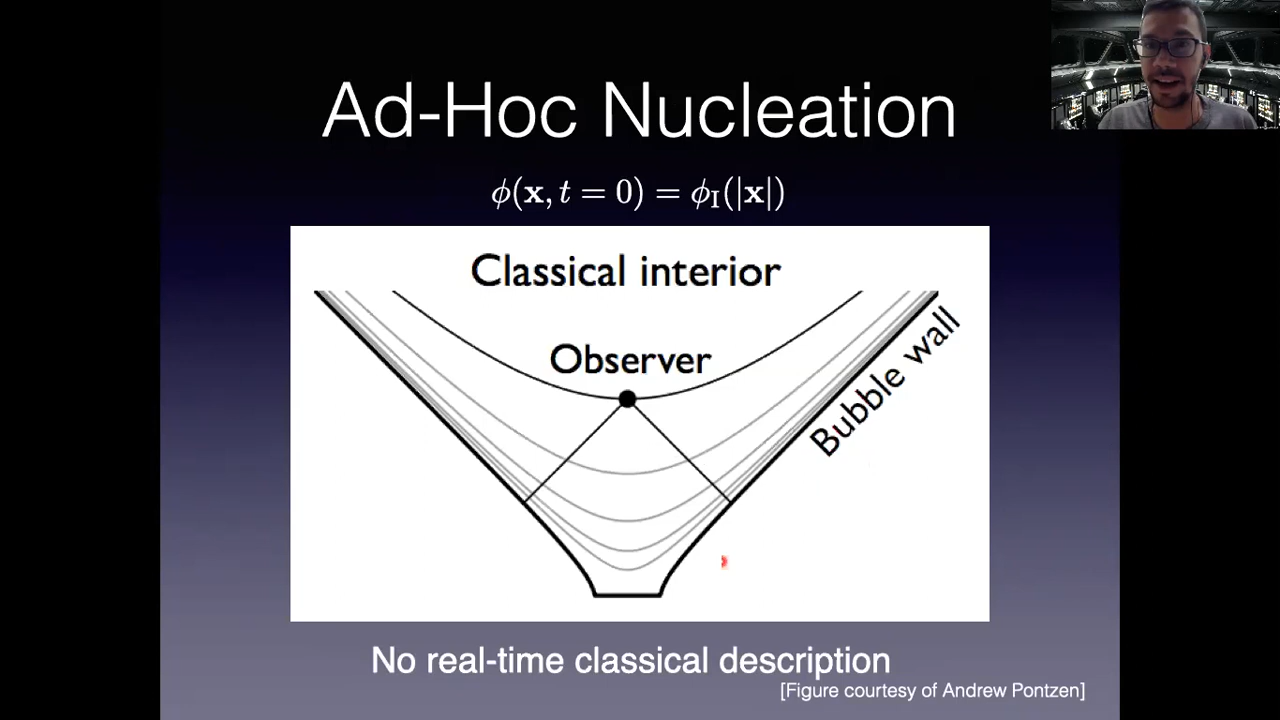 Ad-Hoc Nucleation
ϕ(𝐱, t = 0) = ϕ_I(|𝐱|)
Classical interior
Observer
Bubble wall
No real-time classical description
[Figure courtesy of Andrew Pontzen]